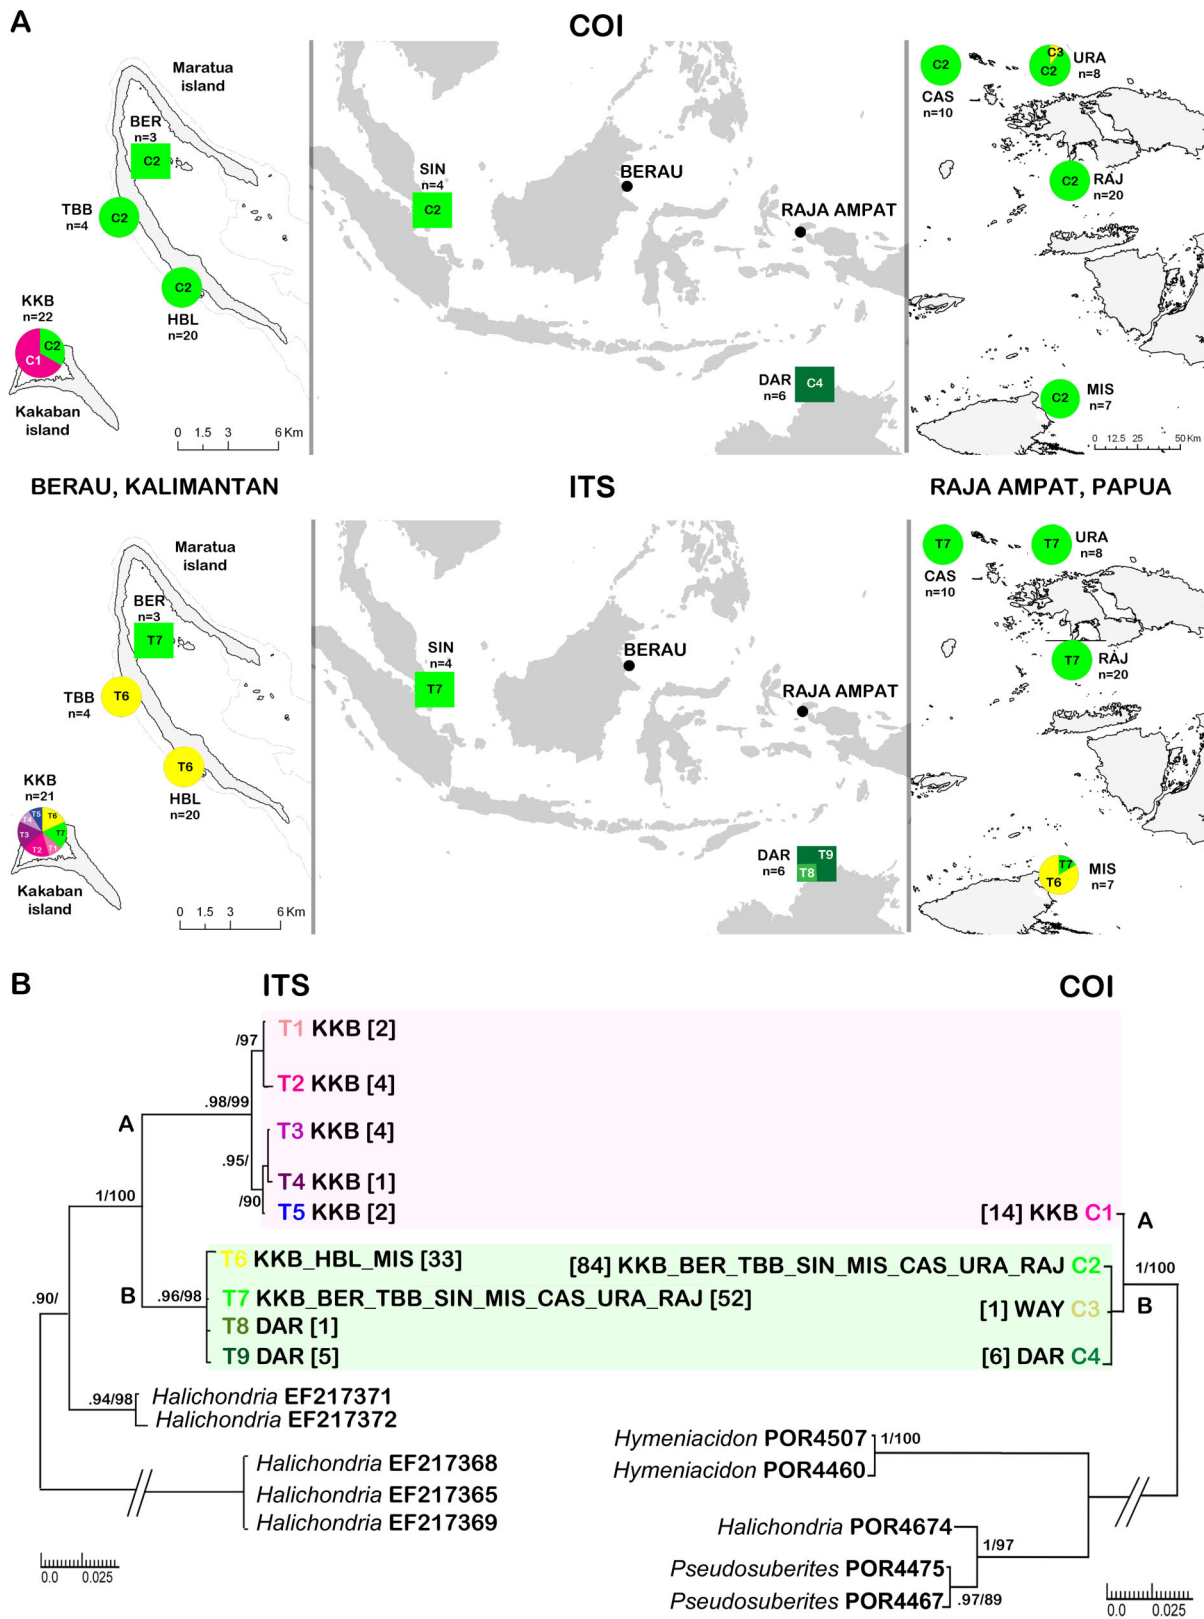 A
COI
Maratua
island
BER
n=3
C2
TBB
n=4
C2
C2
HBL
n=20
KKB
n=22
C2
C1
Kakaban
island
0 1.5 3 6 Km
SIN
n=4
C2
BERAU
RAJA AMPAT
DAR
n=6
C4
C2
CAS
n=10
C3
C2
URA
n=8
C2
RAJ
n=20
C2
MIS
n=7
0 12.5 25 50 Km
BERAU, KALIMANTAN
ITS
RAJA AMPAT, PAPUA
Maratua
island
BER
n=3
T7
TBB
n=4
T6
T6
HBL
n=20
KKB
n=21
T5
T6
T4
T3
T7
T2
T1
Kakaban
island
0 1.5 3 6 Km
SIN
n=4
T7
BERAU
RAJA AMPAT
DAR
n=6
T9
T8
T7
CAS
n=10
T7
URA
n=8
T7
RAJ
n=20
T7
T6
MIS
n=7
B
ITS
COI
T1 KKB [2]
/97
T2 KKB [4]
.98/99
A
T3 KKB [4]
.95/
T4 KKB [1]
/90
T5 KKB [2]
1/100
[14] KKB C1
A
T6 KKB_HBL_MIS [33]
[84] KKB_BER_TBB_SIN_MIS_CAS_URA_RAJ C2
1/100
.90/
B
.96/98
T7 KKB_BER_TBB_SIN_MIS_CAS_URA_RAJ [52]
[1] WAY C3
B
T8 DAR [1]
T9 DAR [5]
[6] DAR C4
.94/98
Halichondria EF217371
Halichondria EF217372
Hymeniacidon POR4507
1/100
Hymeniacidon POR4460
Halichondria EF217368
Halichondria EF217365
Halichondria EF217369
Halichondria POR4674
1/97
Pseudosuberites POR4475
Pseudosuberites POR4467
.97/89
0.0 0.025
0.0 0.025